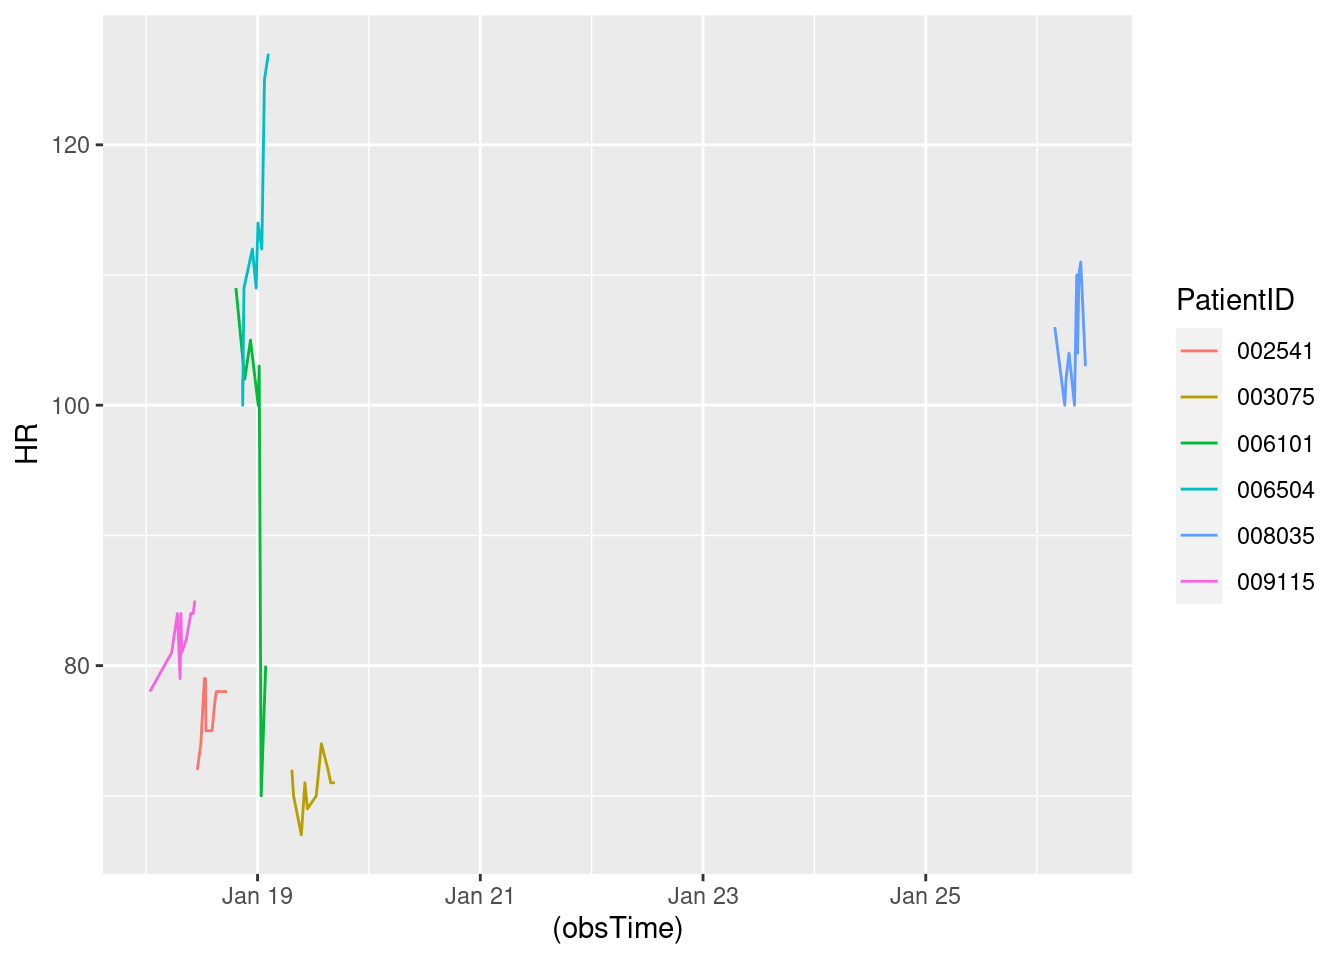 120
100
80
HR
Jan 19
Jan 21
Jan 23
Jan 25
(obsTime)
PatientID
002541
003075
006101
006504
008035
009115